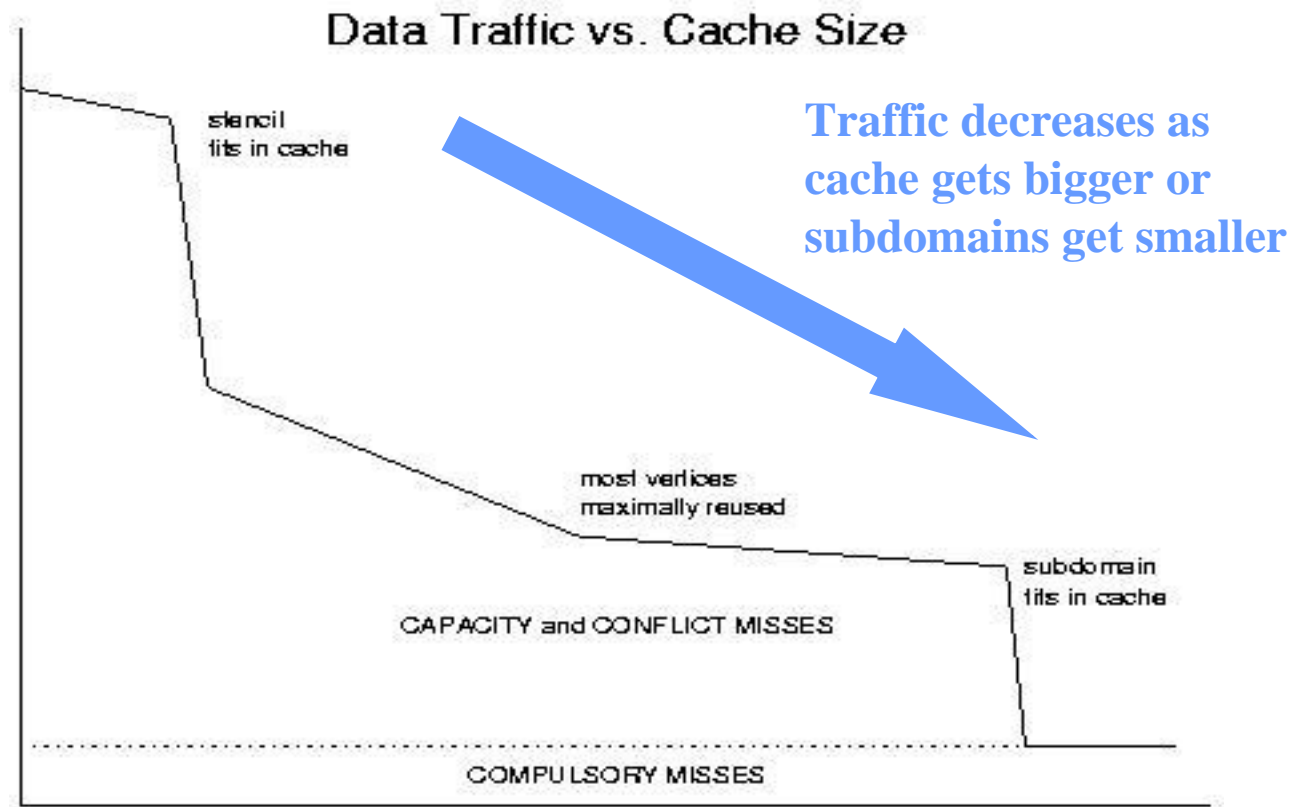 Data Traffic vs. Cache Size
Traffic decreases as
cache gets bigger or
subdomains get smaller
stencil
fits in cache
most vertices
maximally reused
subdomain
fits in cache
CAPACITY and CONFLICT MISSES
COMPULSORY MISSES